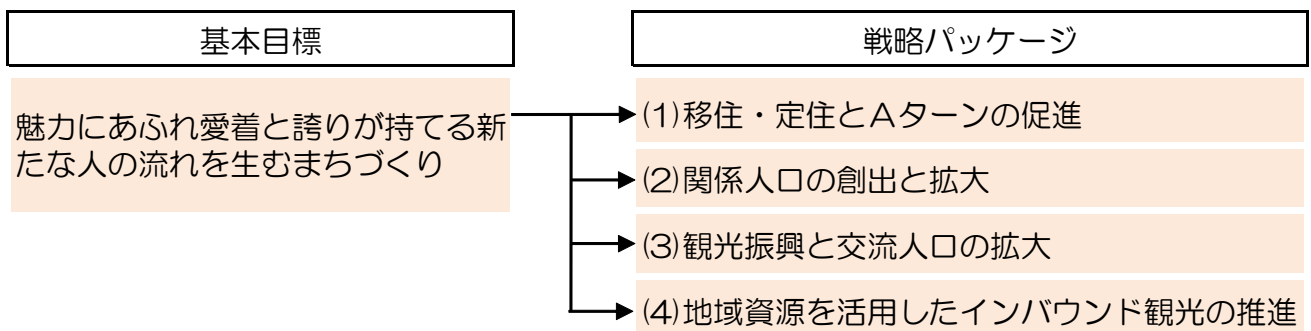 基本目標
戦略パッケージ
魅力にあふれ愛着と誇りが持てる新
たな人の流れを生むまちづくり
(1)移住・定住とAターンの促進
(2)関係人口の創出と拡大
(3)観光振興と交流人口の拡大
(4)地域資源を活用したインバウンド観光の推進